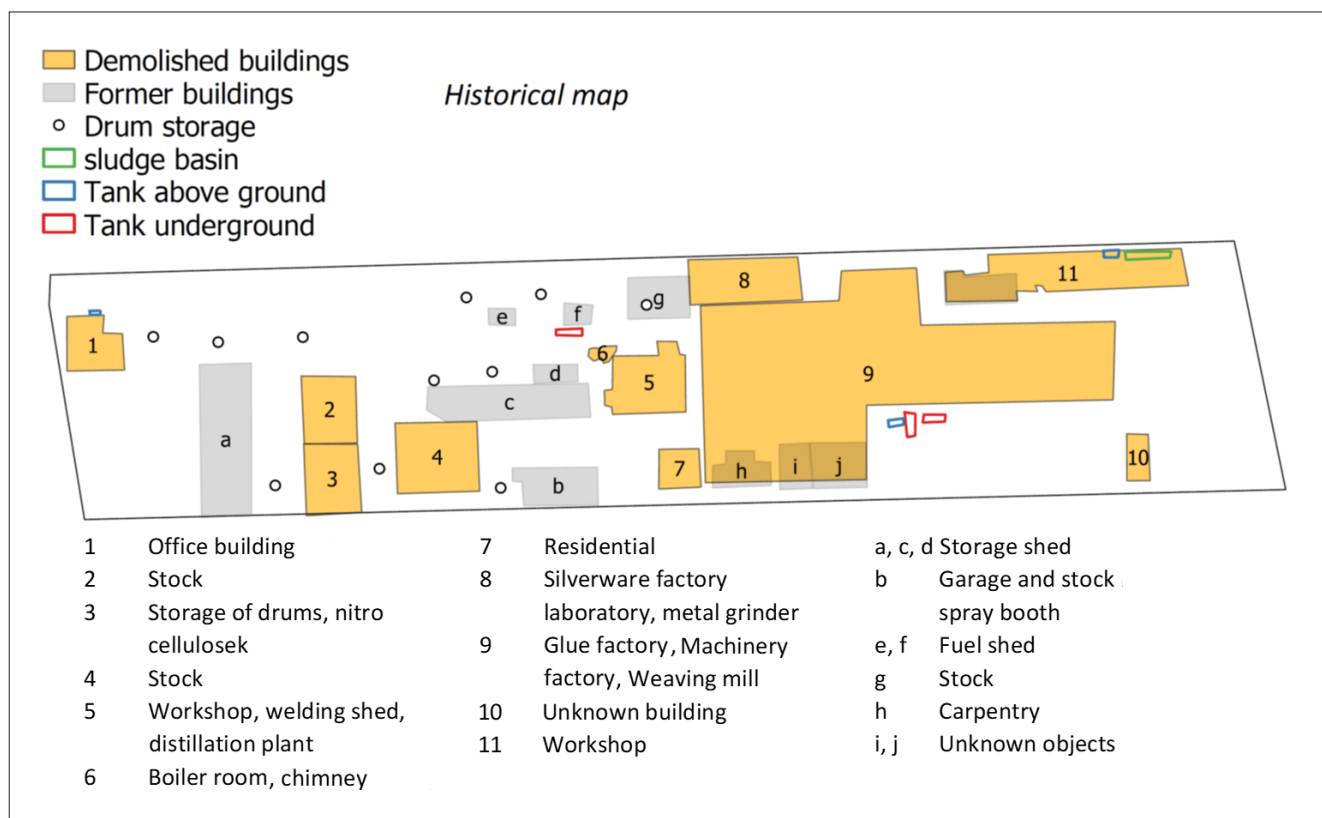 Demolished buildings
Former buildings
Historical map
Drum storage
sludge basin
Tank above ground
Tank underground
1
2
3
4
5
6
7
8
9
10
11
a
b
c
d
e
f
g
h
i
j
1 Office building
2 Stock
3 Storage of drums, nitro
cellulosek
4 Stock
5 Workshop, welding shed,
distillation plant
6 Boiler room, chimney
7 Residential
8 Silverware factory
laboratory, metal grinder
9 Glue factory, Machinery
factory, Weaving mill
10 Unknown building
11 Workshop
a, c, d Storage shed
b Garage and stock
spray booth
e, f Fuel shed
g Stock
h Carpentry
i, j Unknown objects